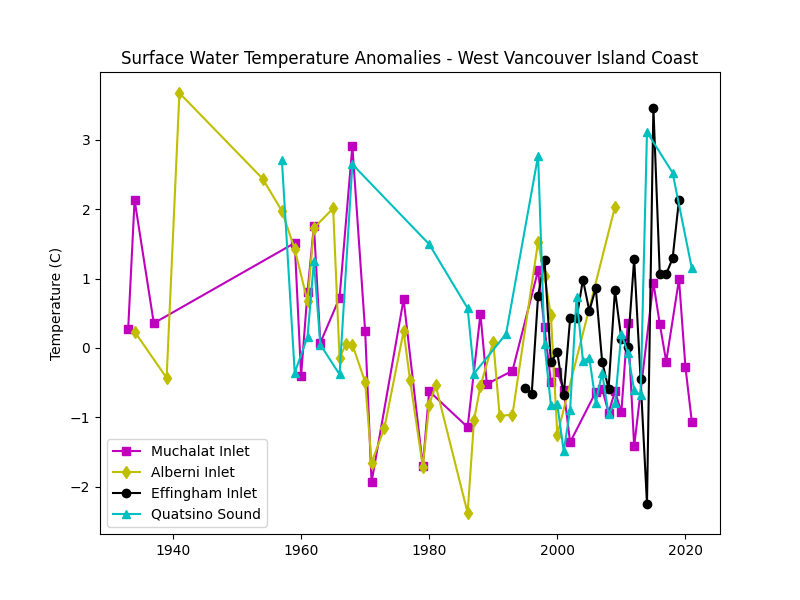 Surface Water Temperature Anomalies - West Vancouver Island Coast
Temperature (C)
3
2
1
0
−1
−2
1940
1960
1980
2000
2020
Muchalat Inlet
Alberni Inlet
Effingham Inlet
Quatsino Sound